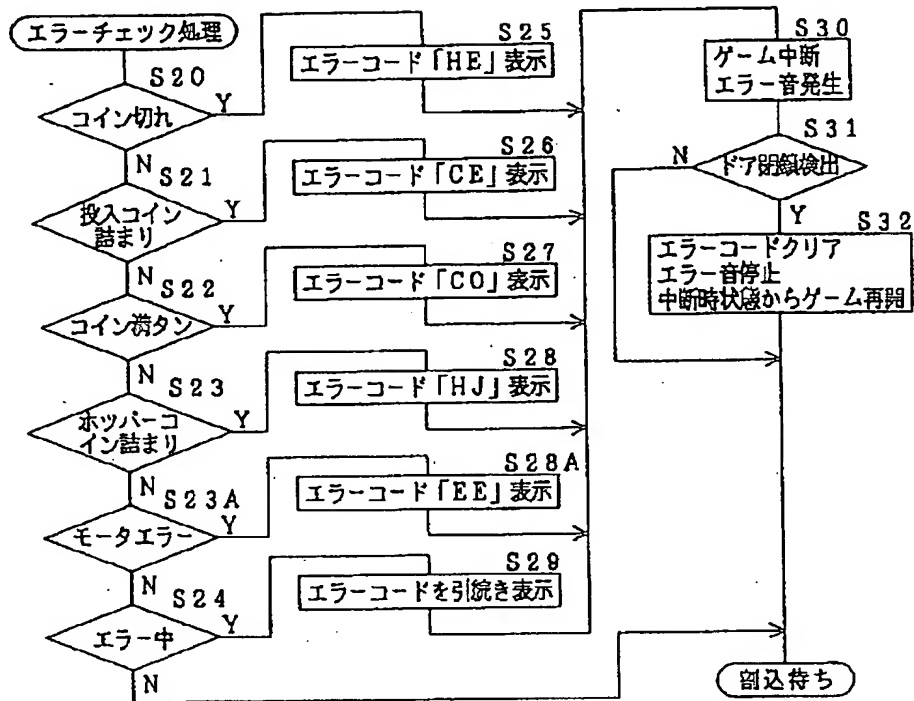 エラーチェック処理
S20
コイン切れ
Y
N
S21
投入コイン
詰まり
Y
N
S22
コイン満タン
Y
N
S23
ホッパーコ
イン詰まり
Y
N
S23A
モータエラー
Y
N
S24
エラー中
Y
N
S25
エラーコード「HE」表示
S26
エラーコード「CE」表示
S27
エラーコード「CO」表示
S28
エラーコード「HJ」表示
S28A
エラーコード「EE」表示
S29
エラーコードを引続き表示
S30
ゲーム中断
エラー音発生
S31
N
ドア閉鎖検出
Y
S32
エラーコードクリア
エラー音停止
中断時状態からゲーム再開
割込待ち